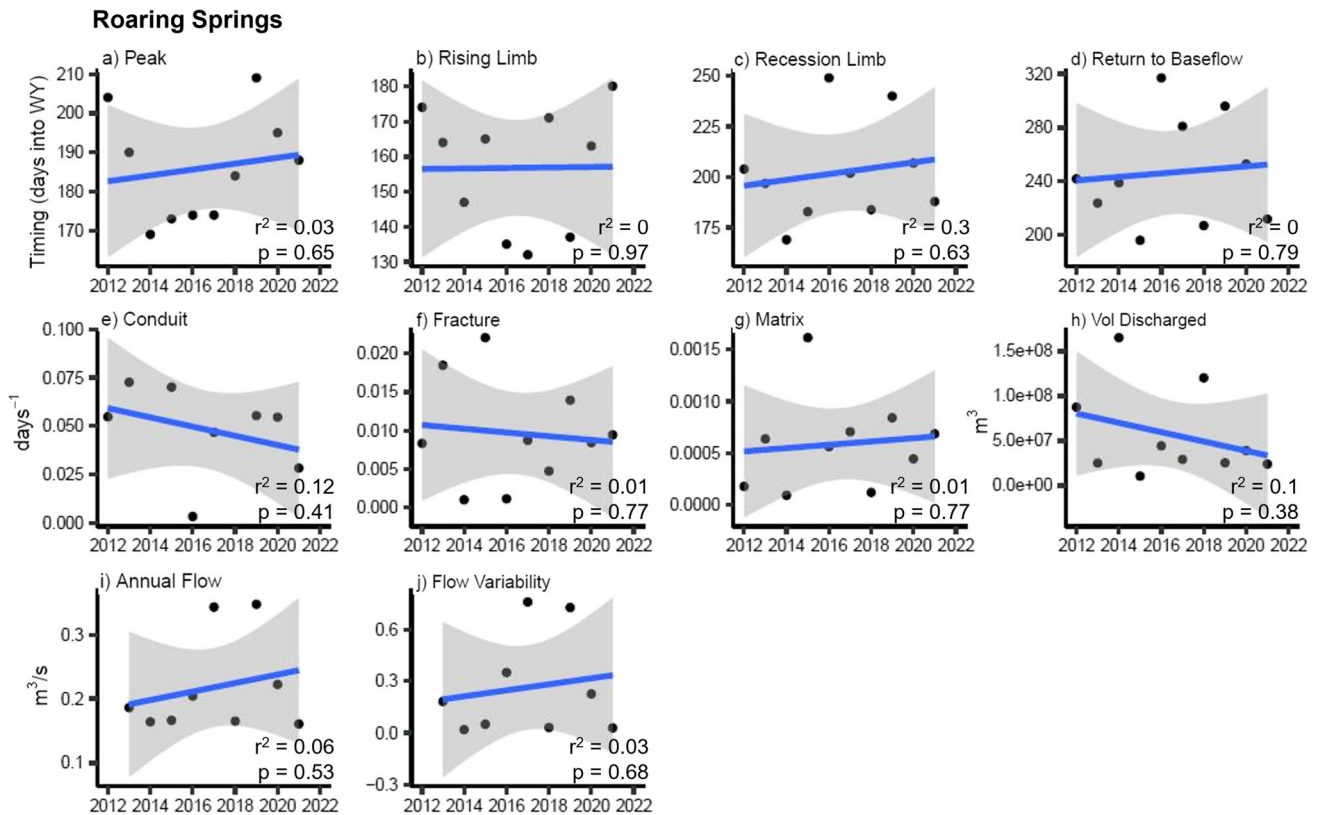 Roaring Springs
a) Peak
b) Rising Limb
c) Recession Limb
d) Return to Baseflow
Timing (days into WY)
210
200
190
180
170
r² = 0.03
p = 0.65
2012 2014 2016 2018 2020 2022
180
170
160
150
140
130
r² = 0
p = 0.97
2012 2014 2016 2018 2020 2022
250
225
200
175
r² = 0.3
p = 0.63
2012 2014 2016 2018 2020 2022
320
280
240
200
r² = 0
p = 0.79
2012 2014 2016 2018 2020 2022
e) Conduit
f) Fracture
g) Matrix
h) Vol Discharged
days⁻¹
0.100
0.075
0.050
0.025
0.000
r² = 0.12
p = 0.41
2012 2014 2016 2018 2020 2022
0.020
0.015
0.010
0.005
0.000
r² = 0.01
p = 0.77
2012 2014 2016 2018 2020 2022
0.0015
0.0010
0.0005
0.0000
r² = 0.01
p = 0.77
2012 2014 2016 2018 2020 2022
m³
1.5e+08
1.0e+08
5.0e+07
0.0e+00
r² = 0.1
p = 0.38
2012 2014 2016 2018 2020 2022
i) Annual Flow
j) Flow Variability
m³/s
0.3
0.2
0.1
r² = 0.06
p = 0.53
2012 2014 2016 2018 2020 2022
0.6
0.3
0.0
−0.3
r² = 0.03
p = 0.68
2012 2014 2016 2018 2020 2022